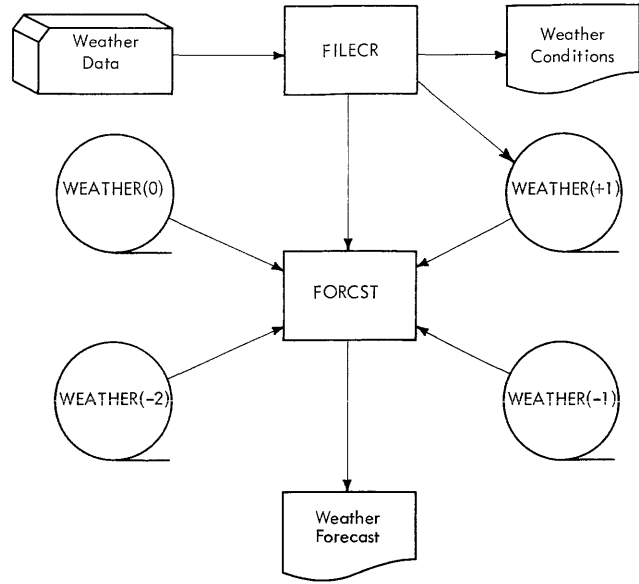 Weather
Data
FILECR
Weather
Conditions
WEATHER(0)
WEATHER(+1)
FORCST
WEATHER(-2)
WEATHER(-1)
Weather
Forecast